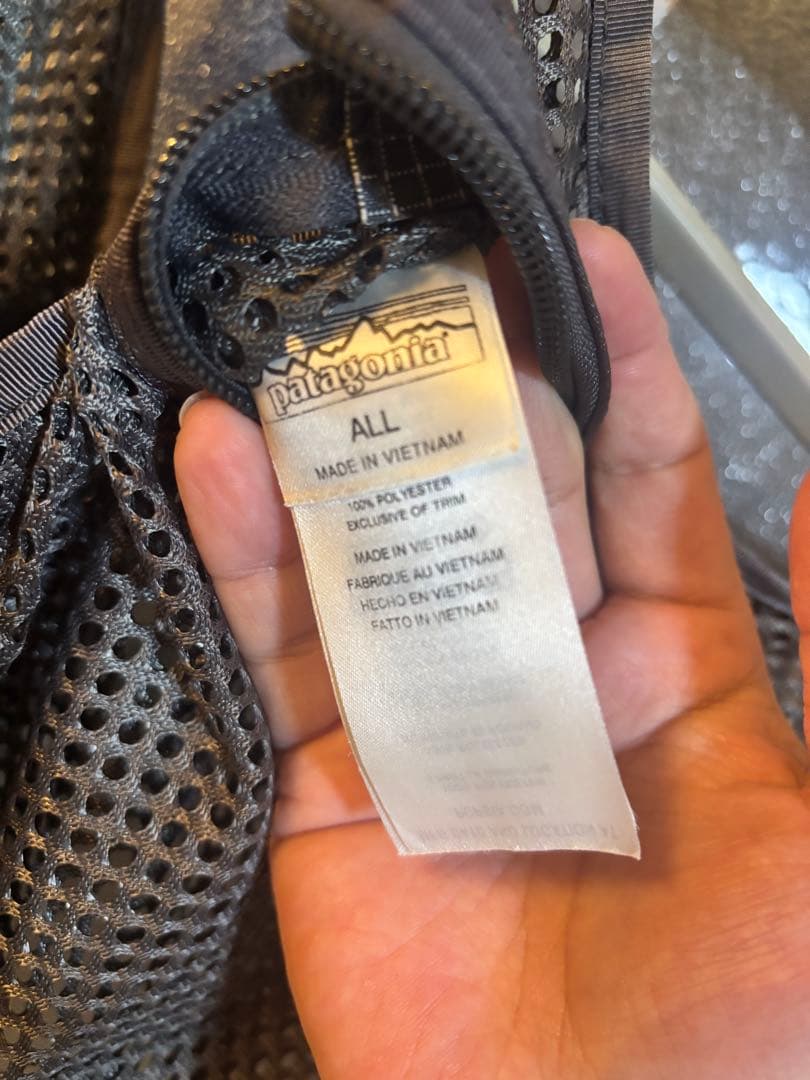 patagonia
ALL
MADE IN VIETNAM
100% POLYESTER
EXCLUSIVE OF TRIM
MADE IN VIETNAM
FABRIQUE AU VIETNAM
HECHO EN VIETNAM
FATTO IN VIETNAM